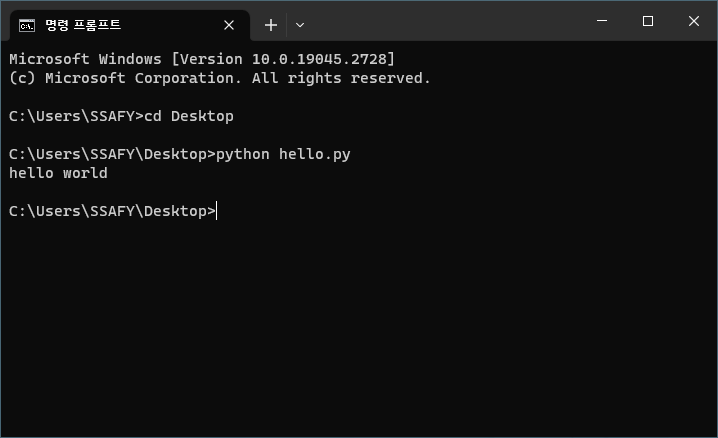 명령 프롬프트
Microsoft Windows [Version 10.0.19045.2728]
(c) Microsoft Corporation. All rights reserved.
C:\Users\SSAFY>cd Desktop
C:\Users\SSAFY\Desktop>python hello.py
hello world
C:\Users\SSAFY\Desktop>